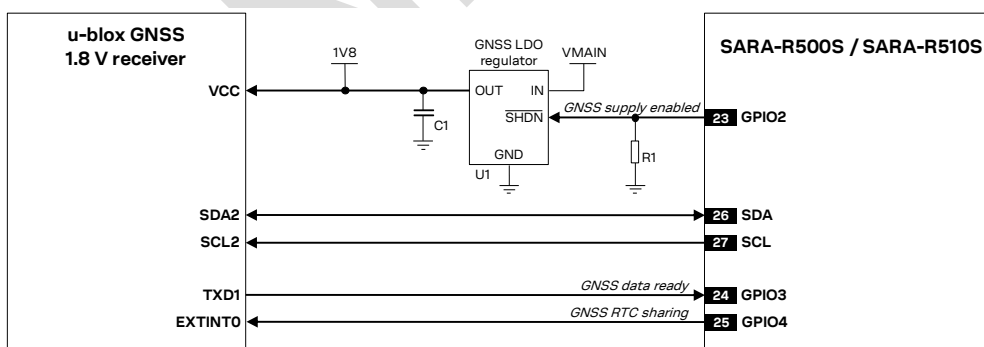 u-blox GNSS
1.8 V receiver
1V8
GNSS LDO
regulator
VMAIN
SARA-R500S / SARA-R510S
VCC
OUT
IN
SHDN
GNSS supply enabled
23 GPIO2
C1
GND
U1
R1
SDA2
26 SDA
SCL2
27 SCL
TXD1
GNSS data ready
24 GPIO3
EXTINT0
GNSS RTC sharing
25 GPIO4